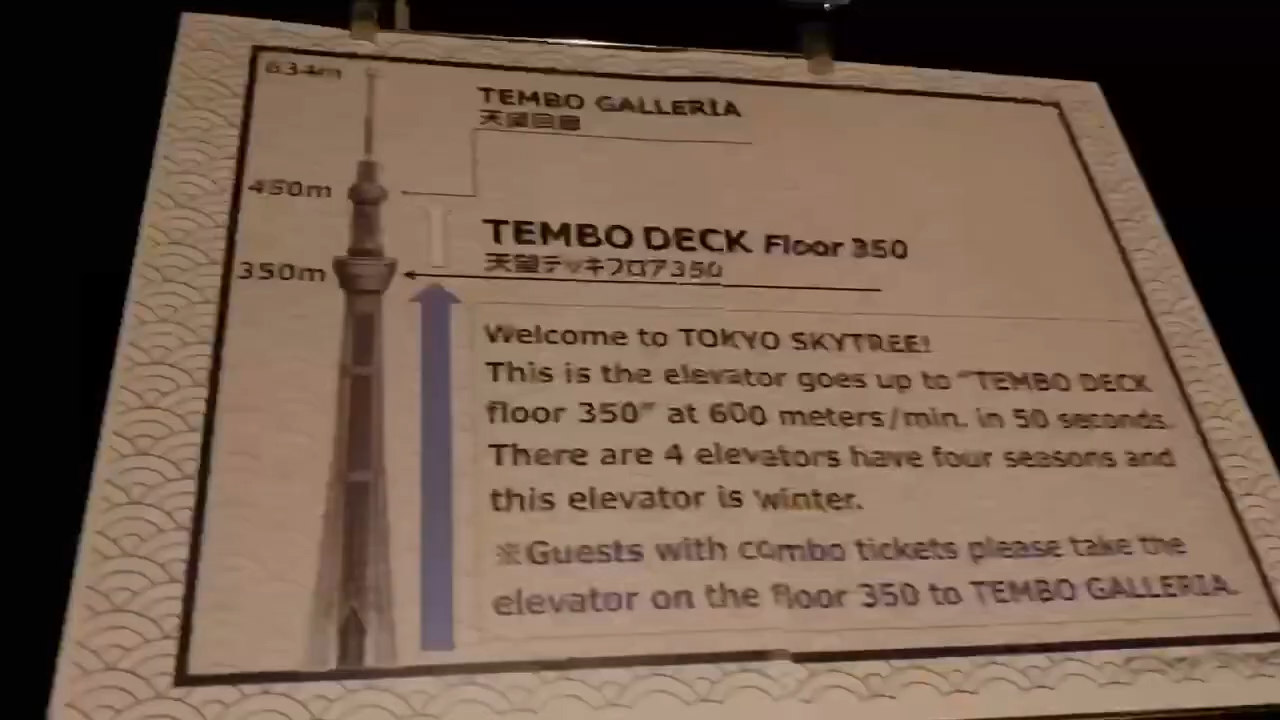 634m
TEMBO GALLERIA
天望回廊
450m
TEMBO DECK Floor 350
天望デッキフロア350
350m
Welcome to TOKYO SKYTREE!
This is the elevator goes up to "TEMBO DECK
floor 350" at 600 meters/min. in 50 seconds.
There are 4 elevators have four seasons and
this elevator is winter.
※Guests with combo tickets please take the
elevator on the floor 350 to TEMBO GALLERIA.